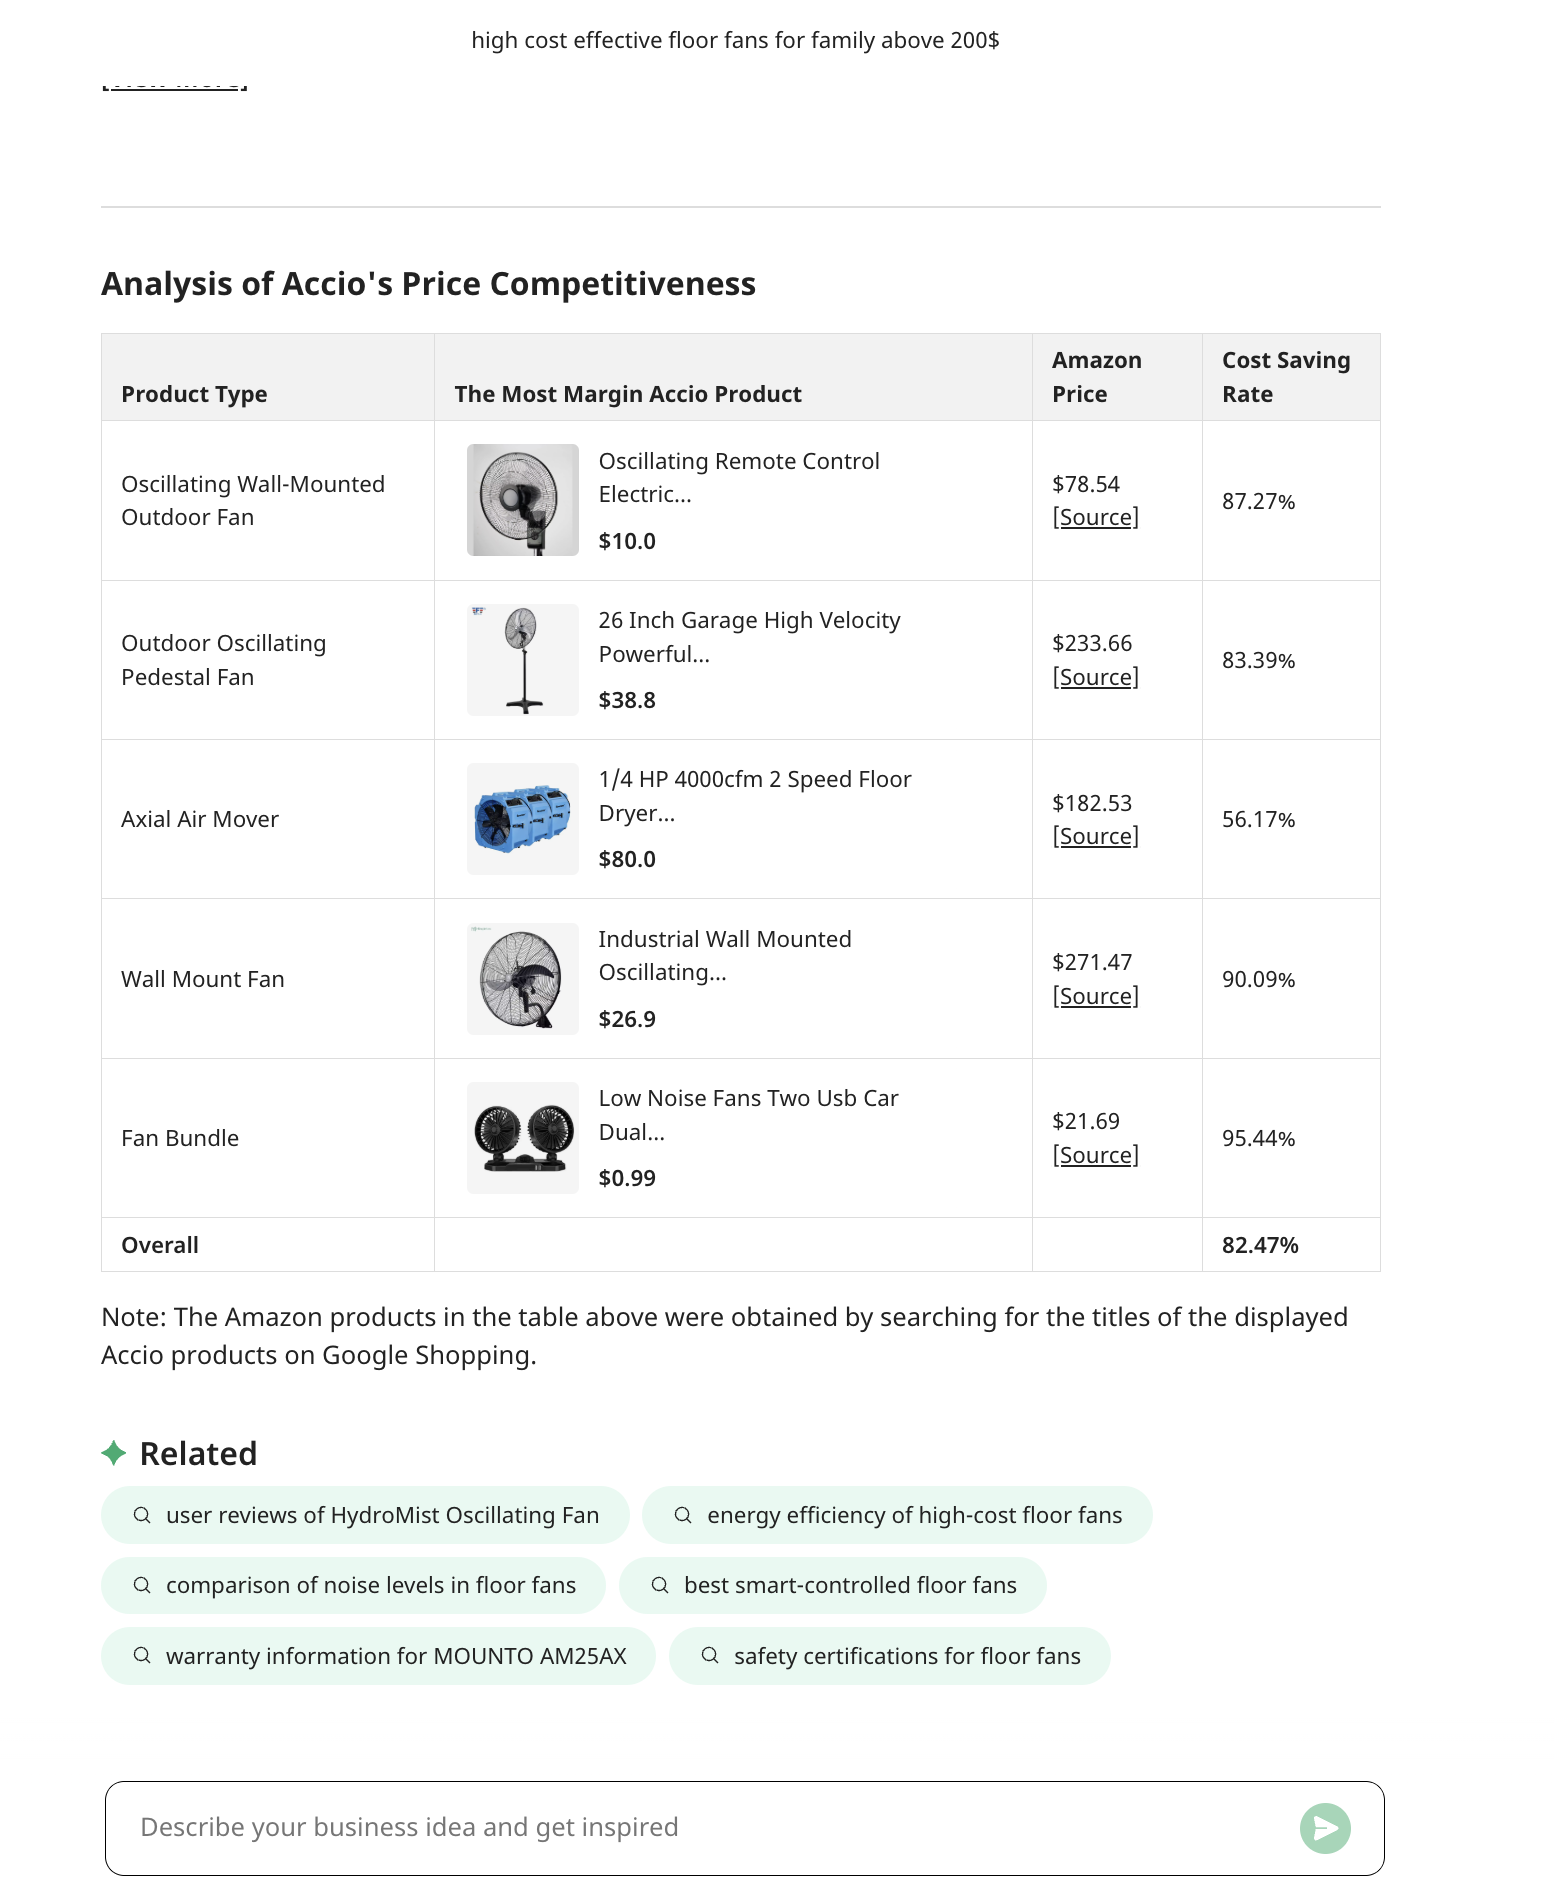 high cost effective floor fans for family above 200$
[View more]
Analysis of Accio's Price Competitiveness
Product Type
The Most Margin Accio Product
Amazon
Price
Cost Saving
Rate
Oscillating Wall-Mounted
Outdoor Fan
Oscillating Remote Control
Electric...
$10.0
$78.54
[Source]
87.27%
Outdoor Oscillating
Pedestal Fan
26 Inch Garage High Velocity
Powerful...
$38.8
$233.66
[Source]
83.39%
Axial Air Mover
1/4 HP 4000cfm 2 Speed Floor
Dryer...
$80.0
$182.53
[Source]
56.17%
Wall Mount Fan
Industrial Wall Mounted
Oscillating...
$26.9
$271.47
[Source]
90.09%
Fan Bundle
Low Noise Fans Two Usb Car
Dual...
$0.99
$21.69
[Source]
95.44%
Overall
82.47%
Note: The Amazon products in the table above were obtained by searching for the titles of the displayed
Accio products on Google Shopping.
Related
user reviews of HydroMist Oscillating Fan
energy efficiency of high-cost floor fans
comparison of noise levels in floor fans
best smart-controlled floor fans
warranty information for MOUNTO AM25AX
safety certifications for floor fans
Describe your business idea and get inspired